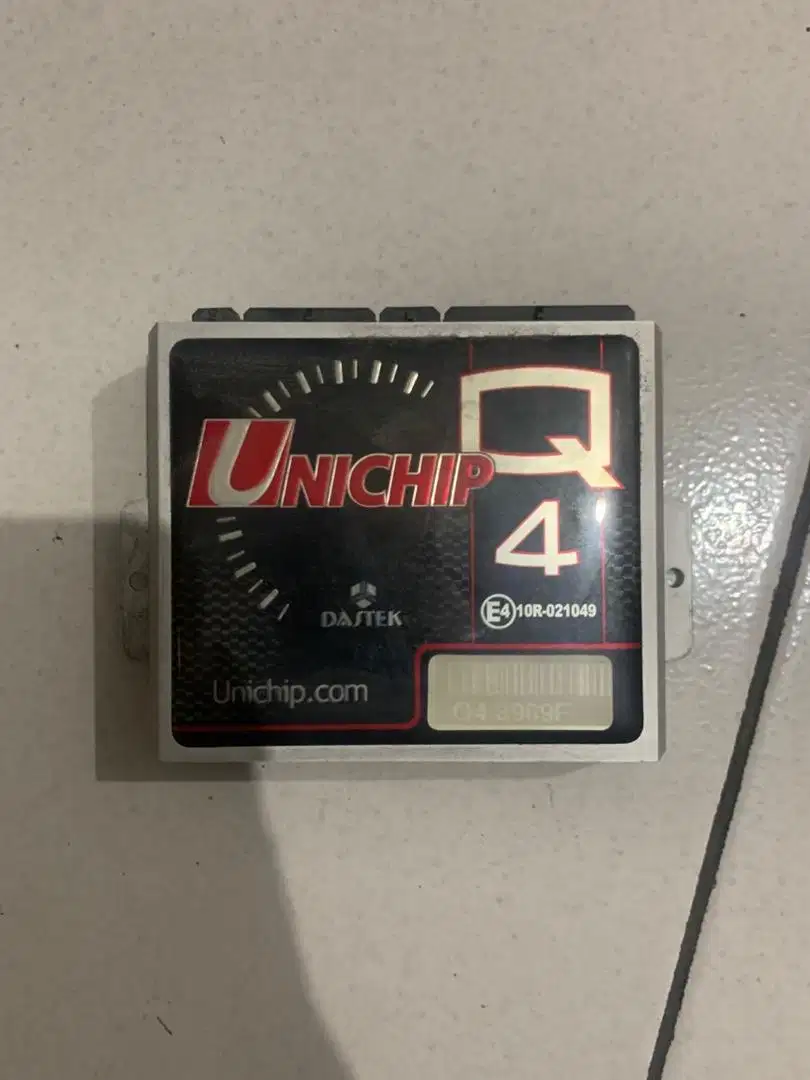 UNICHIP
Q
4
E4 10R-021049
DASTEK
Unichip.com